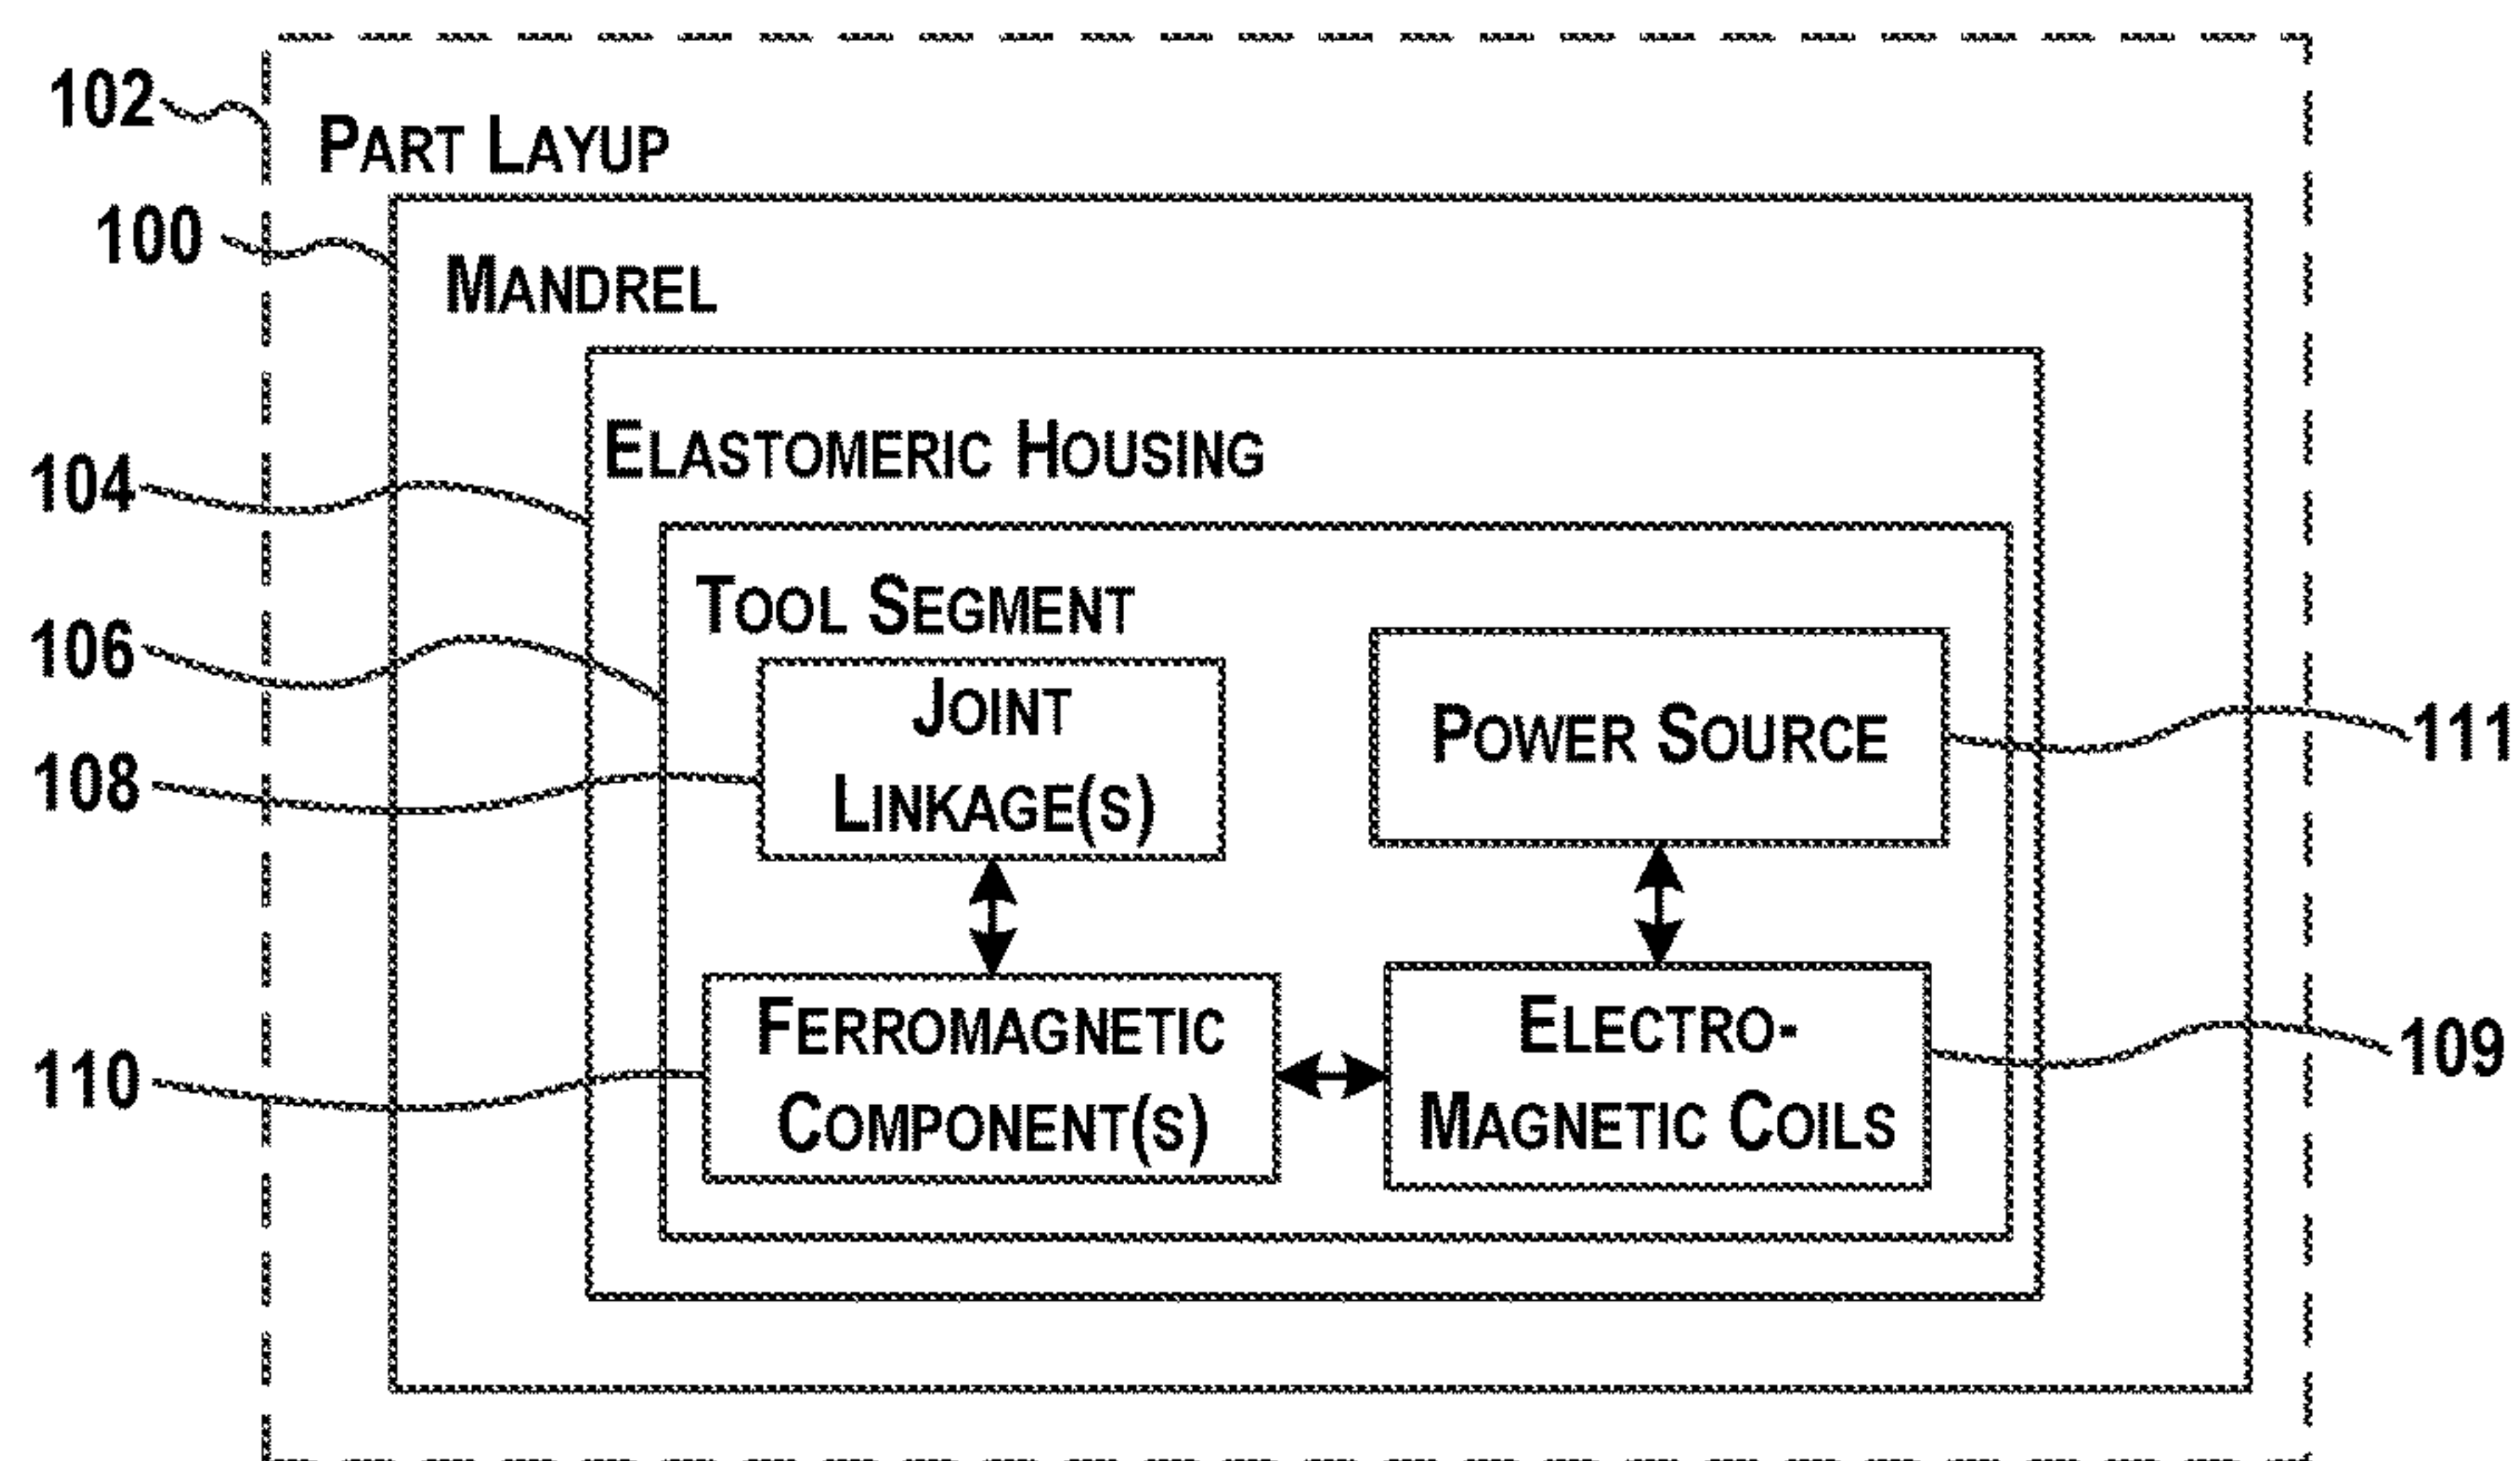 102
PART LAYUP
100
MANDREL
ELASTOMERIC HOUSING
104
TOOL SEGMENT
106
JOINT
LINKAGE(S)
POWER SOURCE
111
108
FERROMAGNETIC
COMPONENT(S)
ELECTRO-
MAGNETIC COILS
109
110